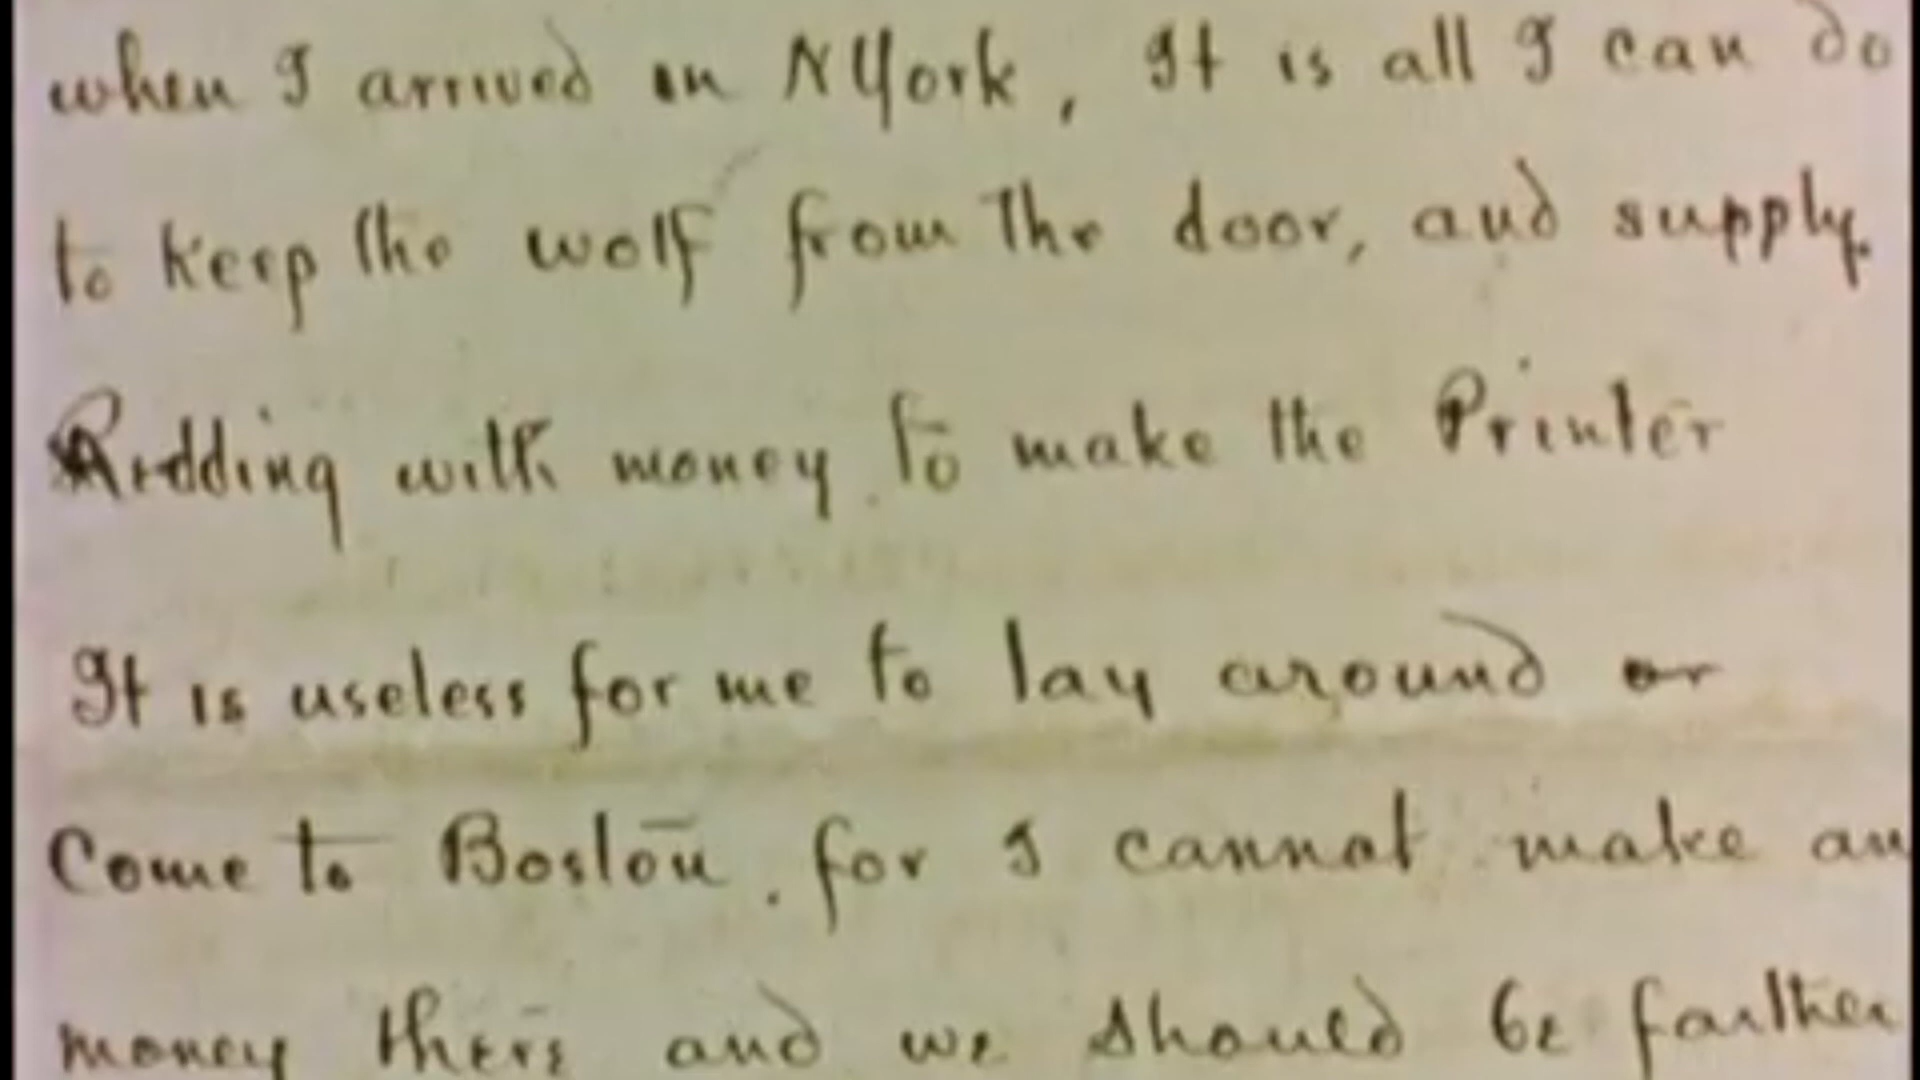 when I arrived in NYork, It is all I can do
to keep the wolf from the door, and supply
Redding with money to make the Printer
It is useless for me to lay around or
Come to Boston. for I cannot make an
money there and we should be farther